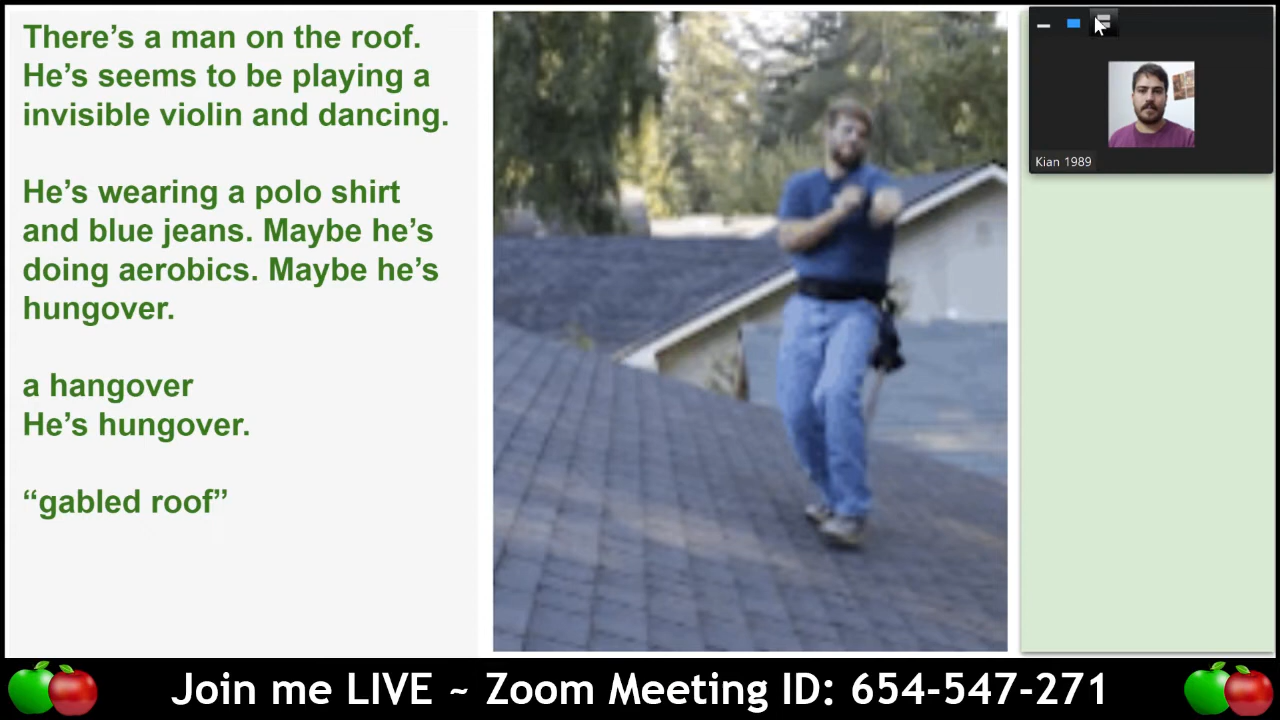 There’s a man on the roof.
He’s seems to be playing a
invisible violin and dancing.
He’s wearing a polo shirt
and blue jeans. Maybe he’s
doing aerobics. Maybe he’s
hungover.
a hangover
He’s hungover.
“gabled roof”
Kian 1989
Join me LIVE ~ Zoom Meeting ID: 654-547-271